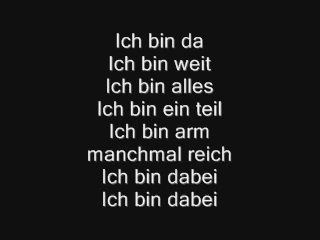 Ich bin da
Ich bin weit
Ich bin alles
Ich bin ein teil
Ich bin arm
manchmal reich
Ich bin dabei
Ich bin dabei